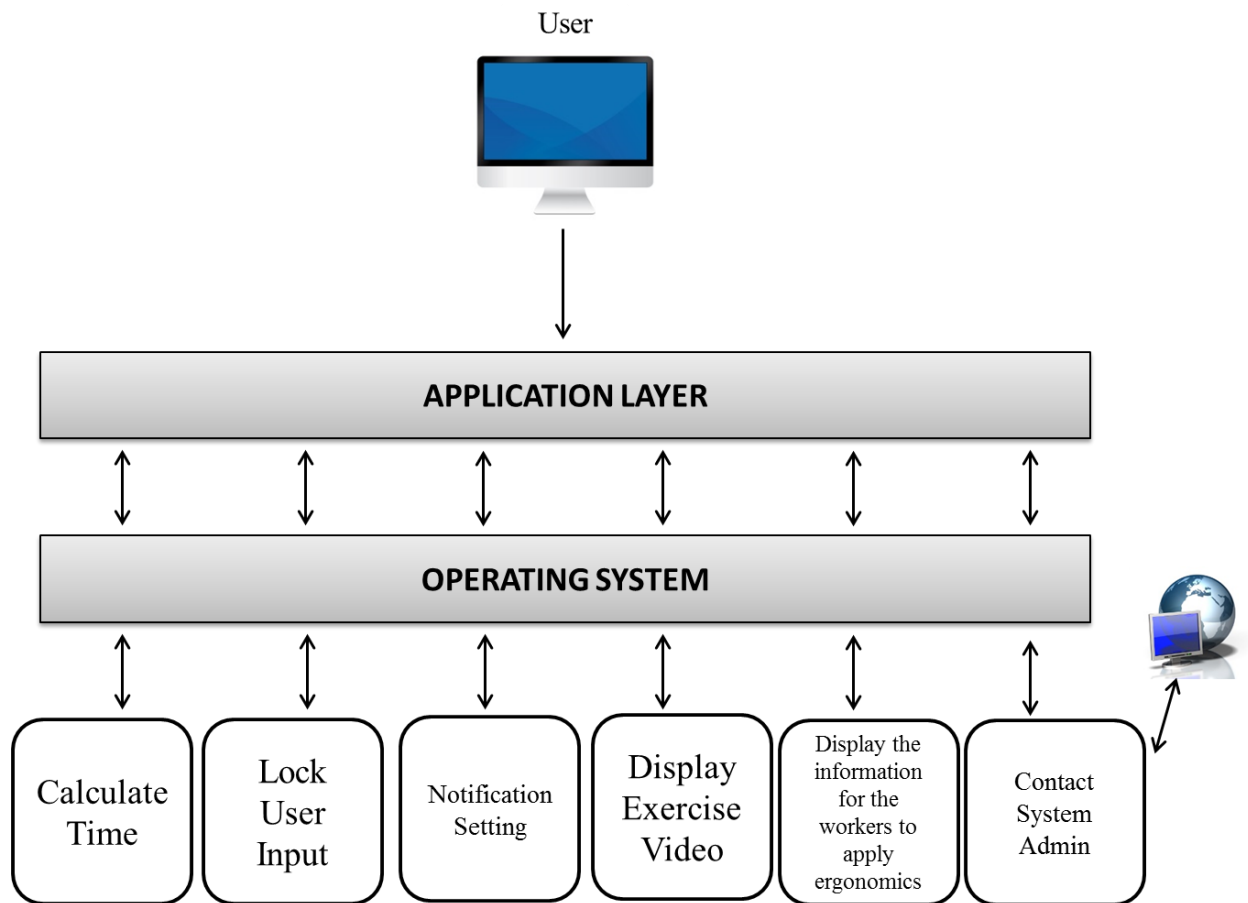 User
APPLICATION LAYER
OPERATING SYSTEM
Calculate
Time
Lock
User
Input
Notification
Setting
Display
Exercise
Video
Display the
information
for the
workers to
apply
ergonomics
Contact
System
Admin